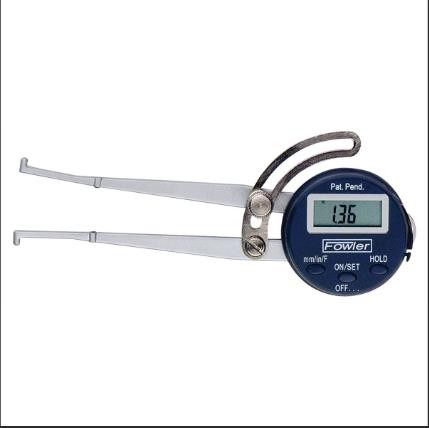 Pat. Pend.
1.36
Fowler
mm/in/F
ON/SET
HOLD
OFF...